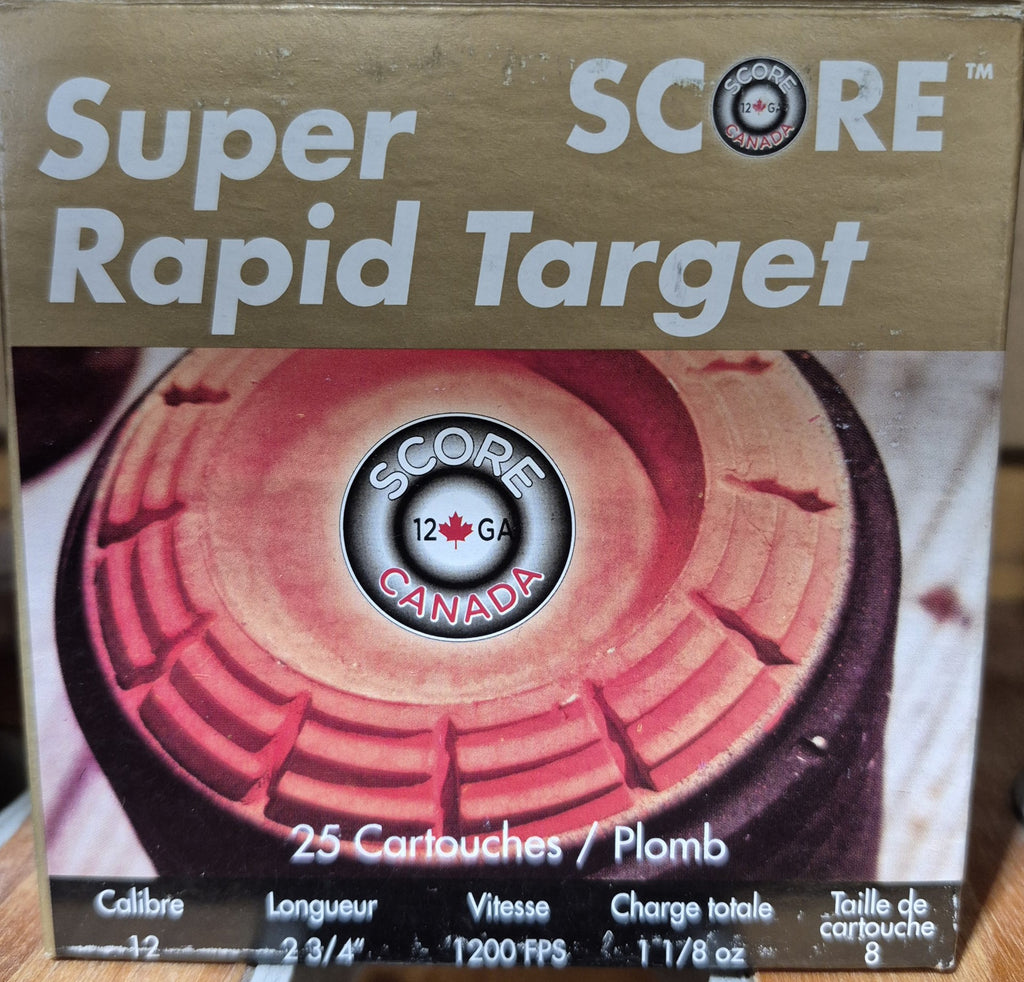 Super
SCORE™
SCORE
12 GA
CANADA
Rapid Target
SCORE
12 GA
CANADA
25 Cartouches / Plomb
Calibre
12
Longueur
2 3/4"
Vitesse
1200 FPS
Charge totale
1 1/8 oz
Taille de
cartouche
8